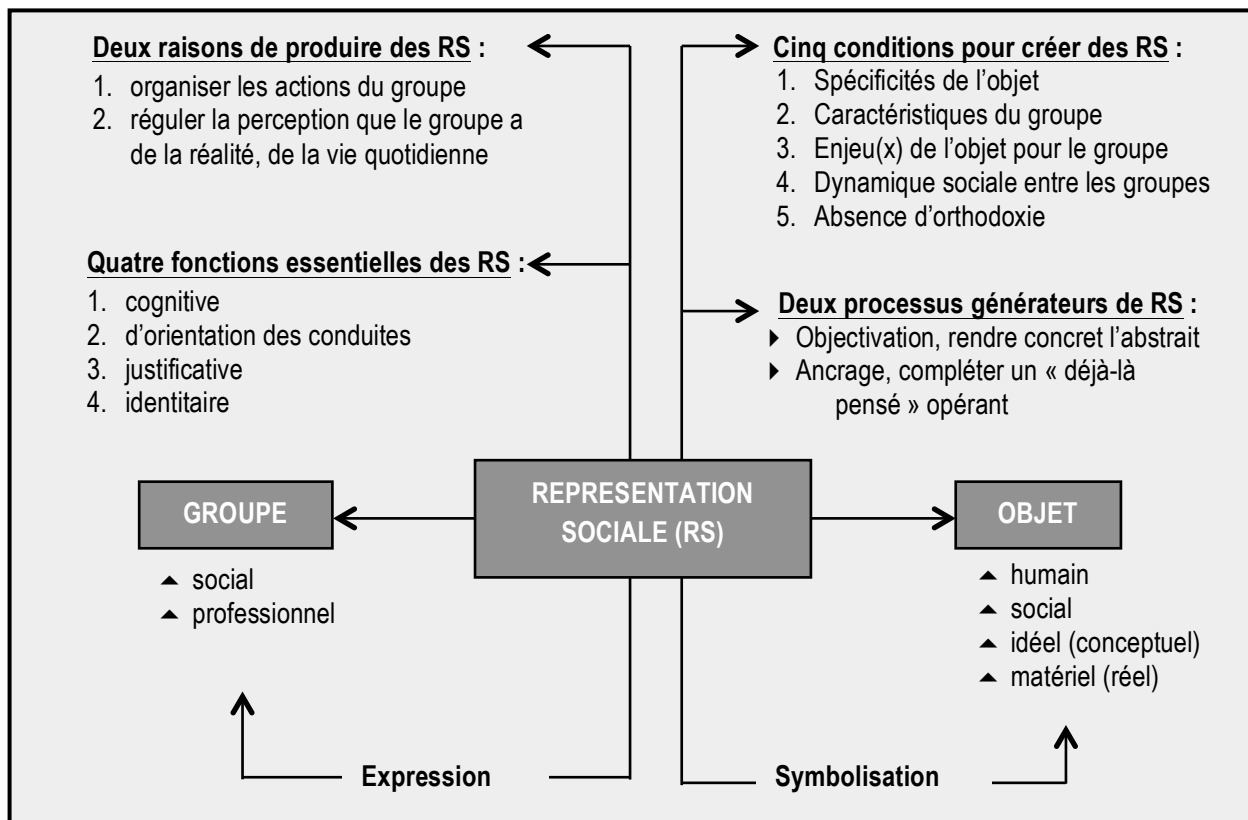 Deux raisons de produire des RS :
1. organiser les actions du groupe
2. réguler la perception que le groupe a
de la réalité, de la vie quotidienne
Quatre fonctions essentielles des RS :
1. cognitive
2. d’orientation des conduites
3. justificative
4. identitaire
Cinq conditions pour créer des RS :
1. Spécificités de l’objet
2. Caractéristiques du groupe
3. Enjeu(x) de l’objet pour le groupe
4. Dynamique sociale entre les groupes
5. Absence d’orthodoxie
Deux processus générateurs de RS :
Objectivation, rendre concret l’abstrait
Ancrage, compléter un « déjà-là
pensé » opérant
GROUPE
social
professionnel
REPRESENTATION
SOCIALE (RS)
OBJET
humain
social
idéel (conceptuel)
matériel (réel)
Expression
Symbolisation